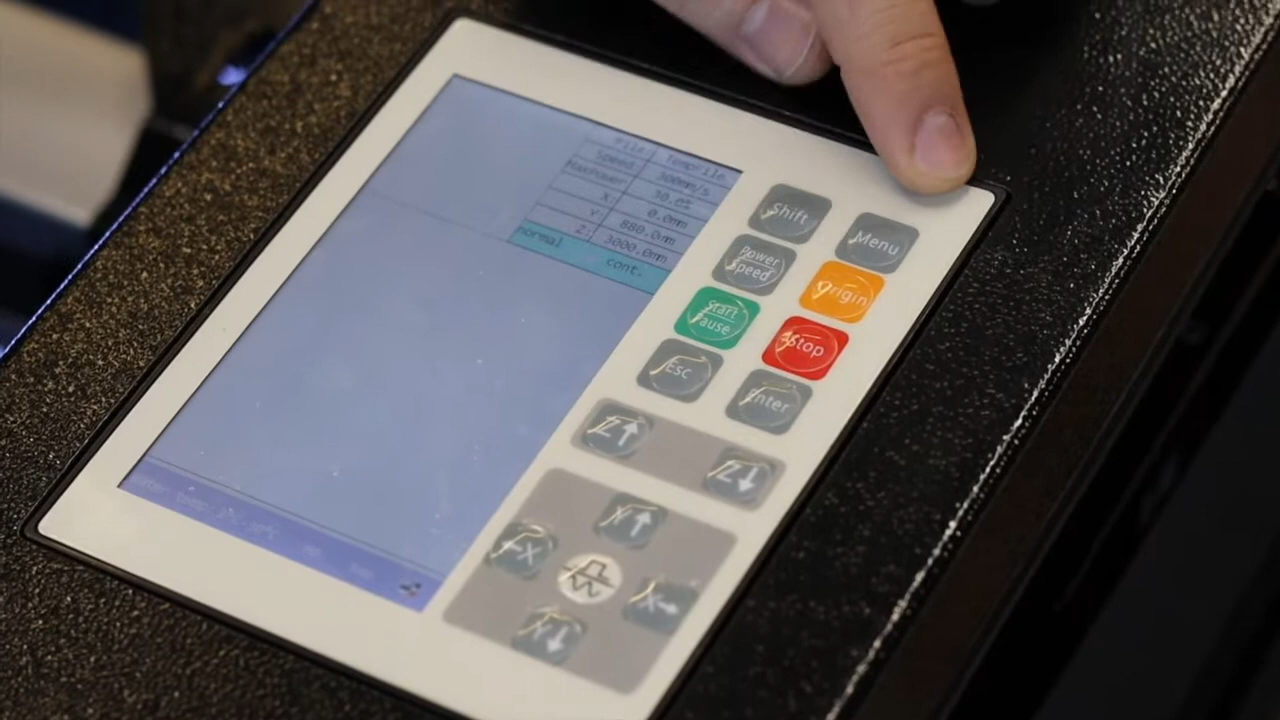 File: TempFile
Speed: 300mm/s
MaxPower: 30.0%
X: 0.0mm
Y: 880.0mm
Z: 3000.0mm
normal cont.
Shift
Menu
Power
Speed
Origin
Start
Pause
Stop
Esc
Enter
Z↑
Z↓
Y↑
←X
X→
Y↓